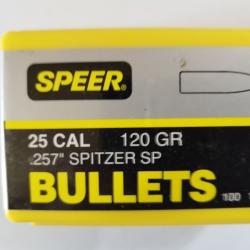 SPEER®
25 CAL 120 GR
.257" SPITZER SP
BULLETS 100